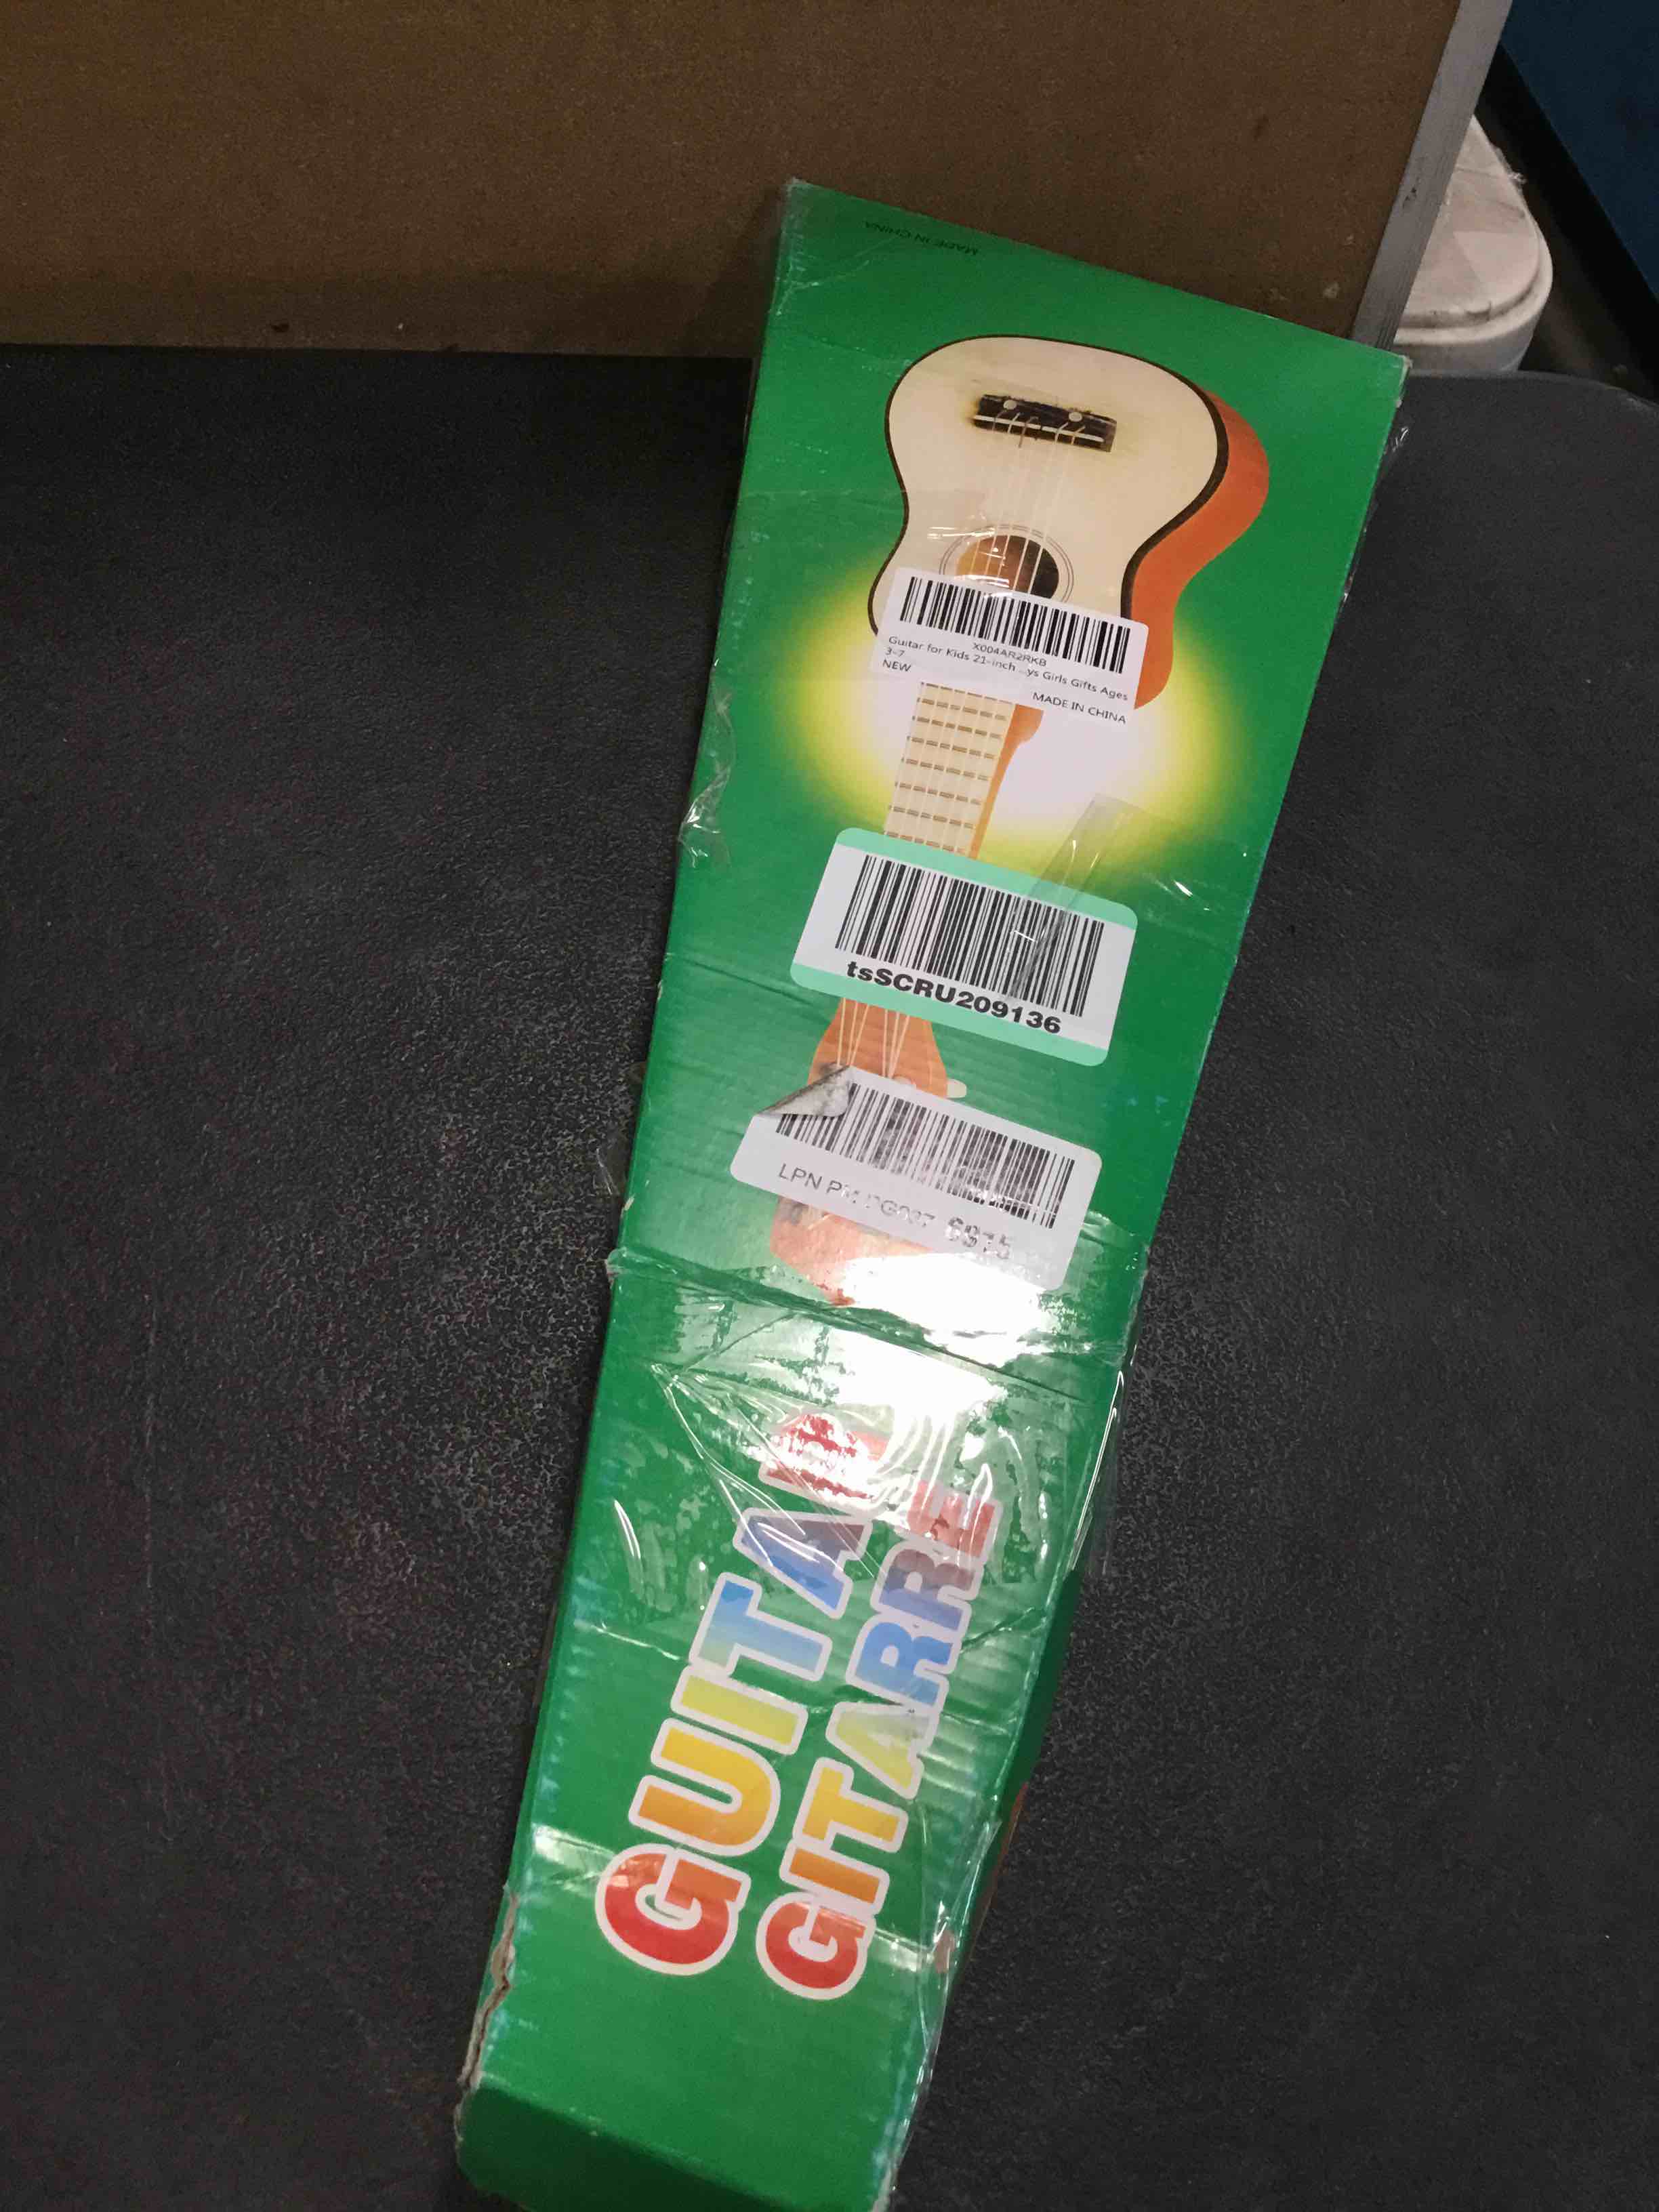 MADE IN CHINA
X004AR2RKB
Guitar for Kids 21-inch ...ys Girls Gifts Ages
3-7
NEW
MADE IN CHINA
tsSCRU209136
LPN
GUITAR
GITARRE